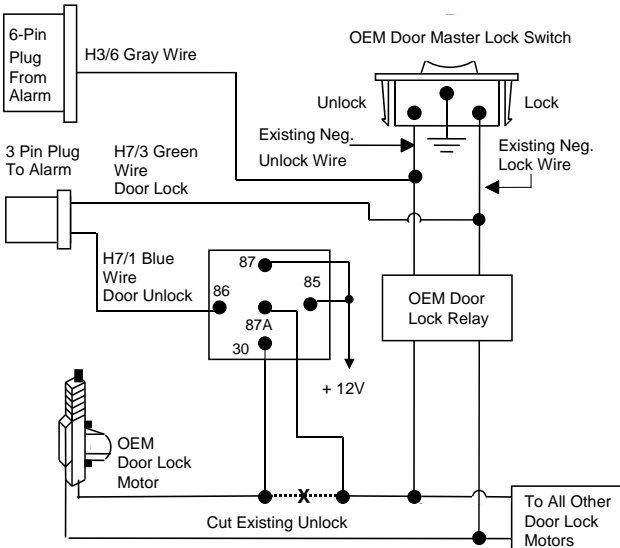 6-Pin
Plug
From
Alarm
H3/6 Gray Wire
OEM Door Master Lock Switch
Unlock
Lock
Existing Neg.
Unlock Wire
Existing Neg.
Lock Wire
3 Pin Plug
To Alarm
H7/3 Green
Wire
Door Lock
H7/1 Blue
Wire
Door Unlock
87
86
85
87A
30
+ 12V
OEM Door
Lock Relay
OEM
Door Lock
Motor
X
Cut Existing Unlock
To All Other
Door Lock
Motors